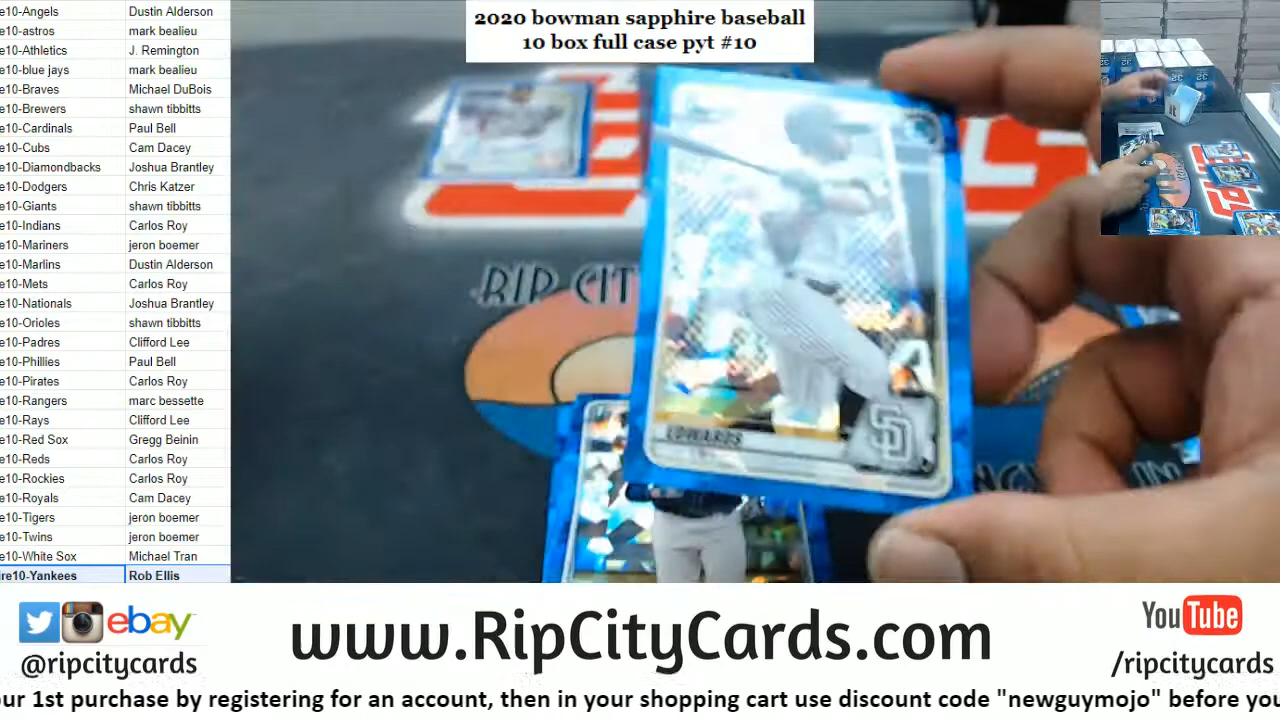 2020 bowman sapphire baseball
10 box full case pyt #10
e10-Angels Dustin Alderson
e10-astros mark bealieu
e10-Athletics J. Remington
e10-blue jays mark bealieu
e10-Braves Michael DuBois
e10-Brewers shawn tibbitts
e10-Cardinals Paul Bell
e10-Cubs Cam Dacey
e10-Diamondbacks Joshua Brantley
e10-Dodgers Chris Katzer
e10-Giants shawn tibbitts
e10-Indians Carlos Roy
e10-Mariners jeron boemer
e10-Marlins Dustin Alderson
e10-Mets Carlos Roy
e10-Nationals Joshua Brantley
e10-Orioles shawn tibbitts
e10-Padres Clifford Lee
e10-Phillies Paul Bell
e10-Pirates Carlos Roy
e10-Rangers marc bessette
e10-Rays Clifford Lee
e10-Red Sox Gregg Beinin
e10-Reds Carlos Roy
e10-Rockies Carlos Roy
e10-Royals Cam Dacey
e10-Tigers jeron boemer
e10-Twins jeron boemer
e10-White Sox Michael Tran
re10-Yankees Rob Ellis
RIP CIT
EDWARDS
SD
ebay
@ripcitycards
www.RipCityCards.com
YouTube
/ripcitycards
ur 1st purchase by registering for an account, then in your shopping cart use discount code "newguymojo" before you